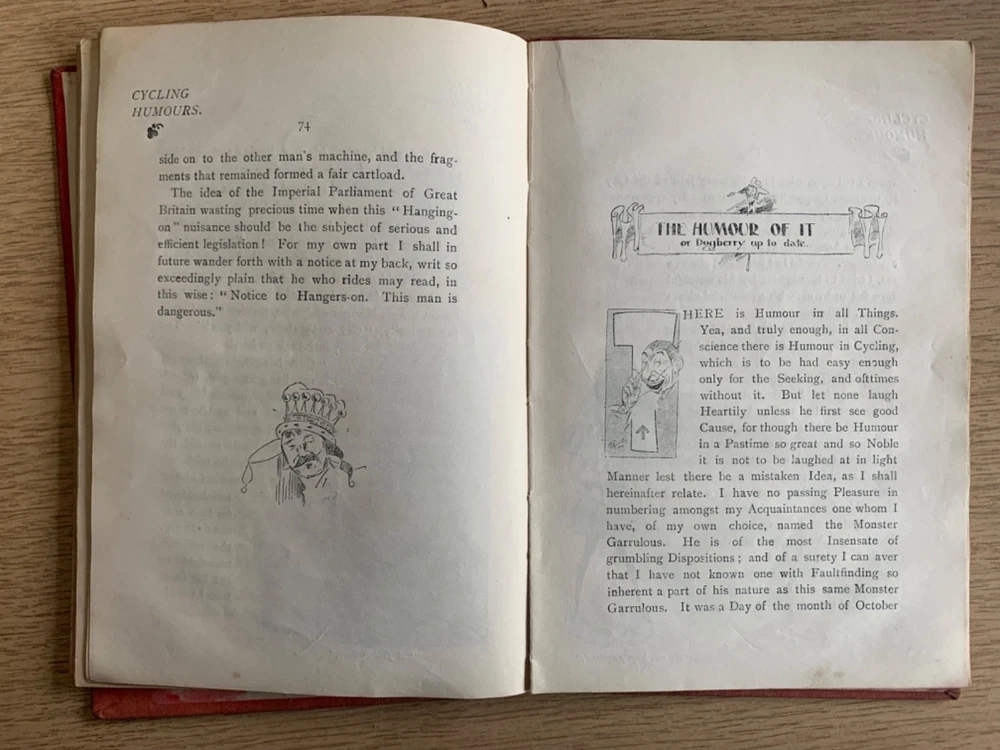 CYCLING
HUMOURS.
74
side on to the other man's machine, and the frag-
ments that remained formed a fair cartload.
The idea of the Imperial Parliament of Great
Britain wasting precious time when this "Hanging-
on" nuisance should be the subject of serious and
efficient legislation! For my own part I shall in
future wander forth with a notice at my back, writ so
exceedingly plain that he who rides may read, in
this wise: "Notice to Hangers-on. This man is
dangerous."
THE HUMOUR OF IT
or Dogberry up to date.
THERE is Humour in all Things.
Yea, and truly enough, in all Con-
science there is Humour in Cycling,
which is to be had easy enough
only for the Seeking, and ofttimes
without it. But let none laugh
Heartily unless he first see good
Cause, for though there be Humour
in a Pastime so great and so Noble
it is not to be laughed at in light
Manner lest there be a mistaken Idea, as I shall
hereinafter relate. I have no passing Pleasure in
numbering amongst my Acquaintances one whom I
have, of my own choice, named the Monster
Garrulous. He is of the most Insensate of
grumbling Dispositions; and of a surety I can aver
that I have not known one with Faultfinding so
inherent a part of his nature as this same Monster
Garrulous. It was a Day of the month of October